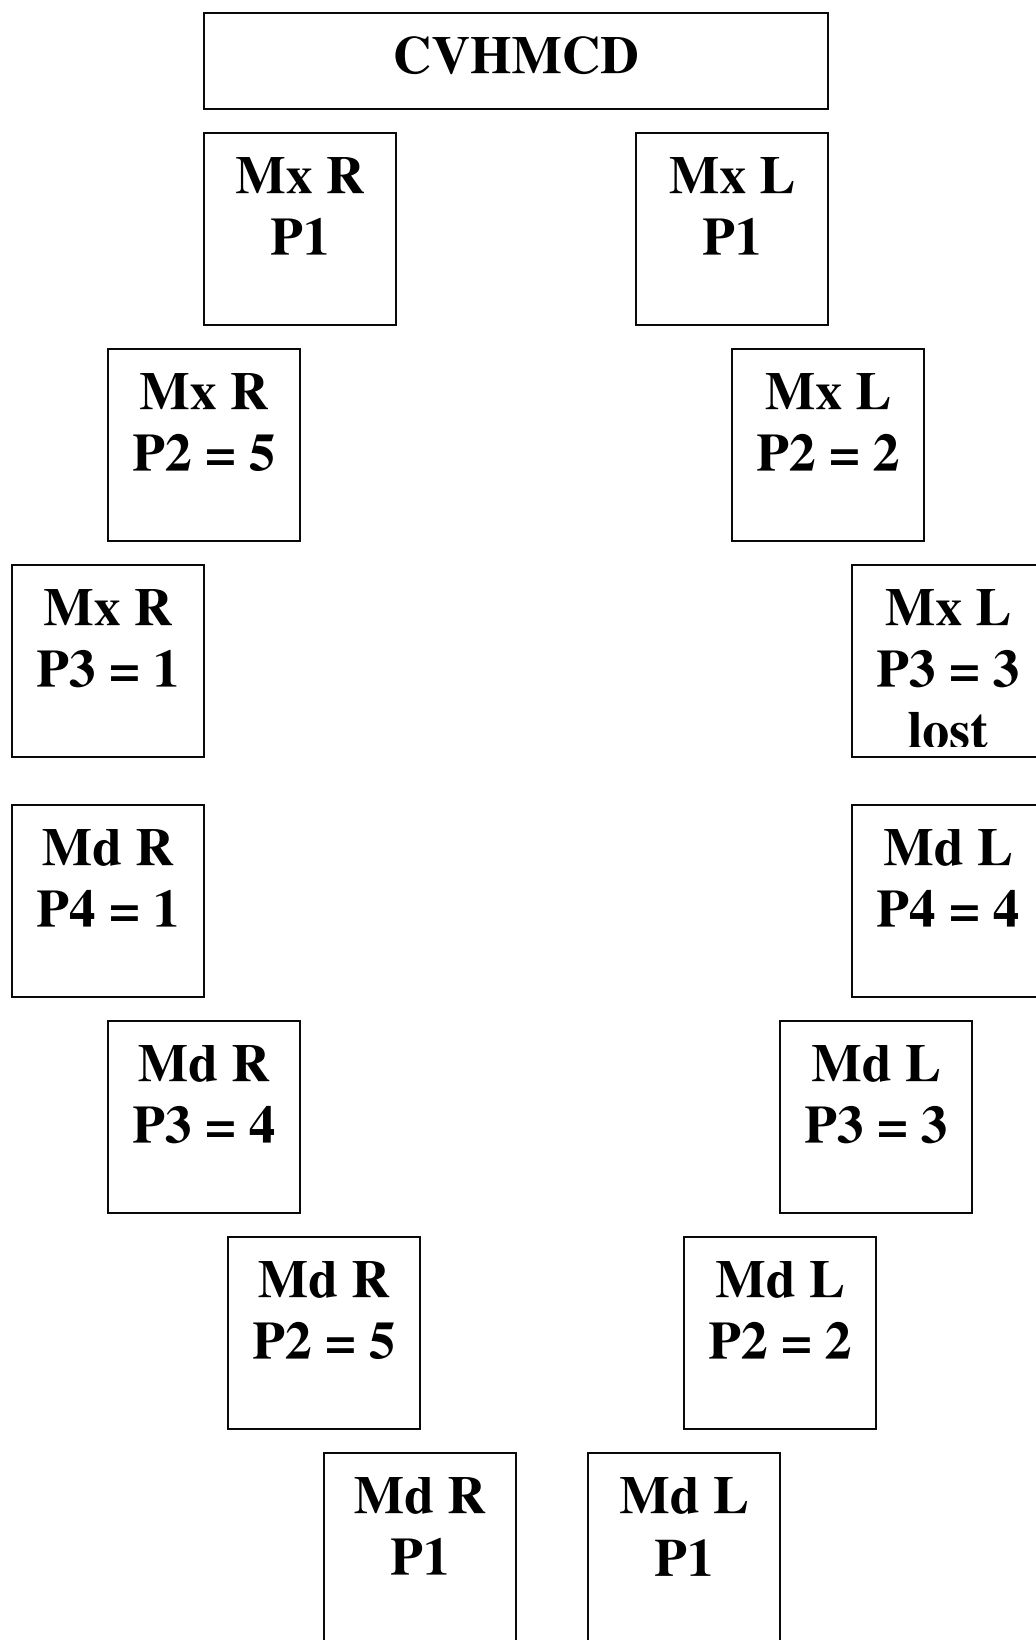 CVHMCD
Mx R
P1
Mx L
P1
Mx R
P2 = 5
Mx L
P2 = 2
Mx R
P3 = 1
Mx L
P3 = 3
lost
Md R
P4 = 1
Md L
P4 = 4
Md R
P3 = 4
Md L
P3 = 3
Md R
P2 = 5
Md L
P2 = 2
Md R
P1
Md L
P1